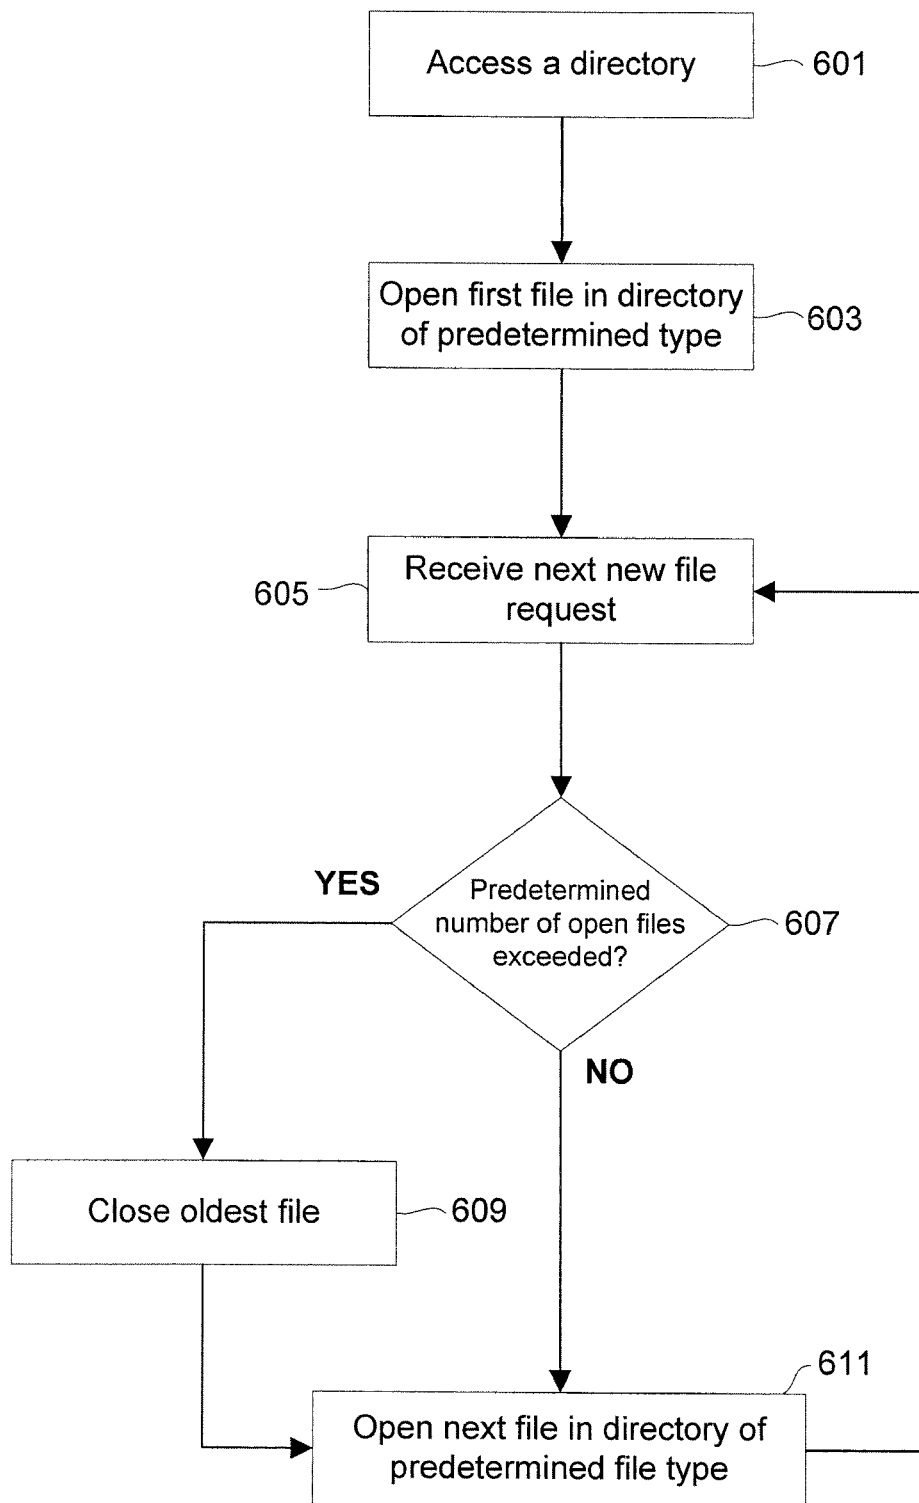 Access a directory
601
Open first file in directory
of predetermined type
603
Receive next new file
request
605
YES
Predetermined
number of open files
exceeded?
607
NO
Close oldest file
609
611
Open next file in directory of
predetermined file type